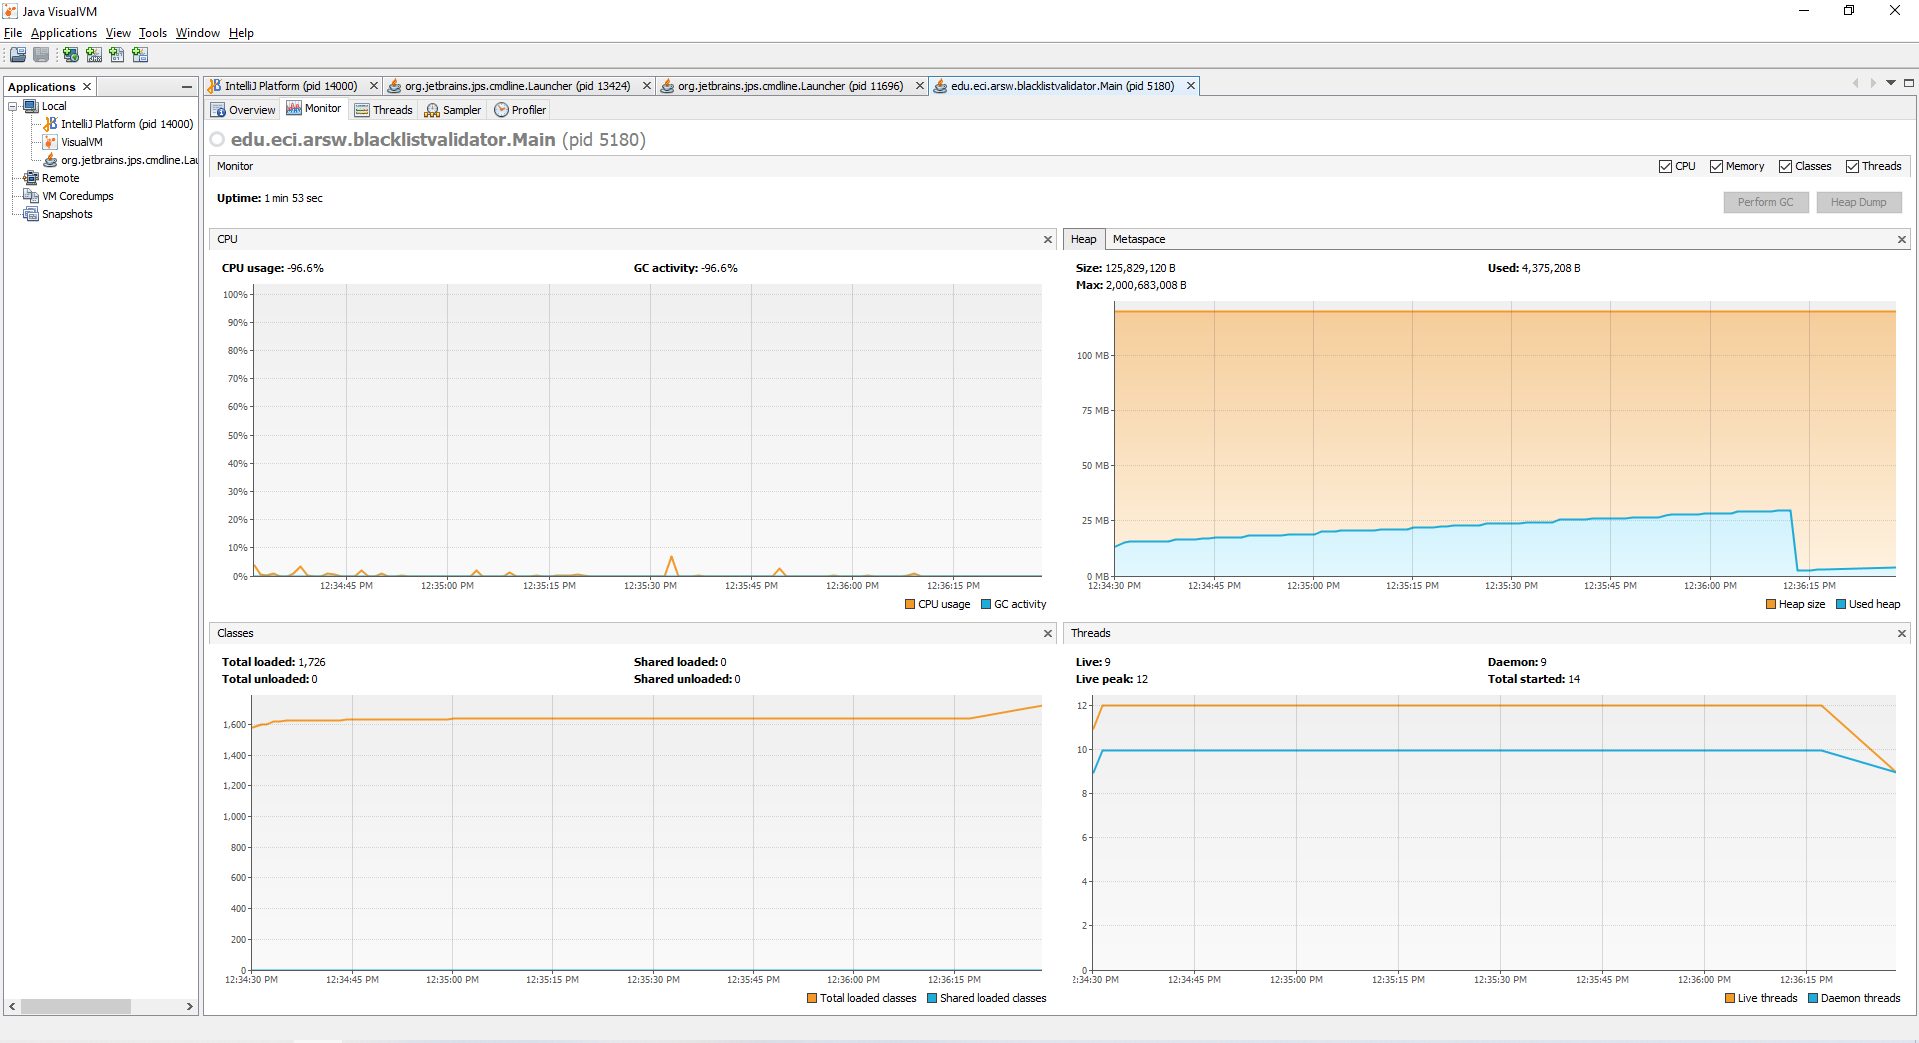 Java VisualVM
File Applications View Tools Window Help
Applications
Local
IntelliJ Platform (pid 14000)
VisualVM
org.jetbrains.jps.cmdline.Lau
Remote
VM Coredumps
Snapshots
IntelliJ Platform (pid 14000) org.jetbrains.jps.cmdline.Launcher (pid 13424) org.jetbrains.jps.cmdline.Launcher (pid 11696) edu.eci.arsw.blacklistvalidator.Main (pid 5180)
Overview Monitor Threads Sampler Profiler
edu.eci.arsw.blacklistvalidator.Main (pid 5180)
Monitor CPU Memory Classes Threads
Uptime: 1 min 53 sec
Perform GC Heap Dump
CPU
CPU usage: -96.6% GC activity: -96.6%
100%
90%
80%
70%
60%
50%
40%
30%
20%
10%
0%
12:34:45 PM 12:35:00 PM 12:35:15 PM 12:35:30 PM 12:35:45 PM 12:36:00 PM 12:36:15 PM
CPU usage GC activity
Heap Metaspace
Size: 125,829,120 B Used: 4,375,208 B
Max: 2,000,683,008 B
100 MB
75 MB
50 MB
25 MB
0 MB
12:34:30 PM 12:34:45 PM 12:35:00 PM 12:35:15 PM 12:35:30 PM 12:35:45 PM 12:36:00 PM 12:36:15 PM
Heap size Used heap
Classes
Total loaded: 1,726 Shared loaded: 0
Total unloaded: 0 Shared unloaded: 0
1,600
1,400
1,200
1,000
800
600
400
200
0
12:34:30 PM 12:34:45 PM 12:35:00 PM 12:35:15 PM 12:35:30 PM 12:35:45 PM 12:36:00 PM 12:36:15 PM
Total loaded classes Shared loaded classes
Threads
Live: 9 Daemon: 9
Live peak: 12 Total started: 14
12
10
8
6
4
2
0
2:34:30 PM 12:34:45 PM 12:35:00 PM 12:35:15 PM 12:35:30 PM 12:35:45 PM 12:36:00 PM 12:36:15 PM
Live threads Daemon threads